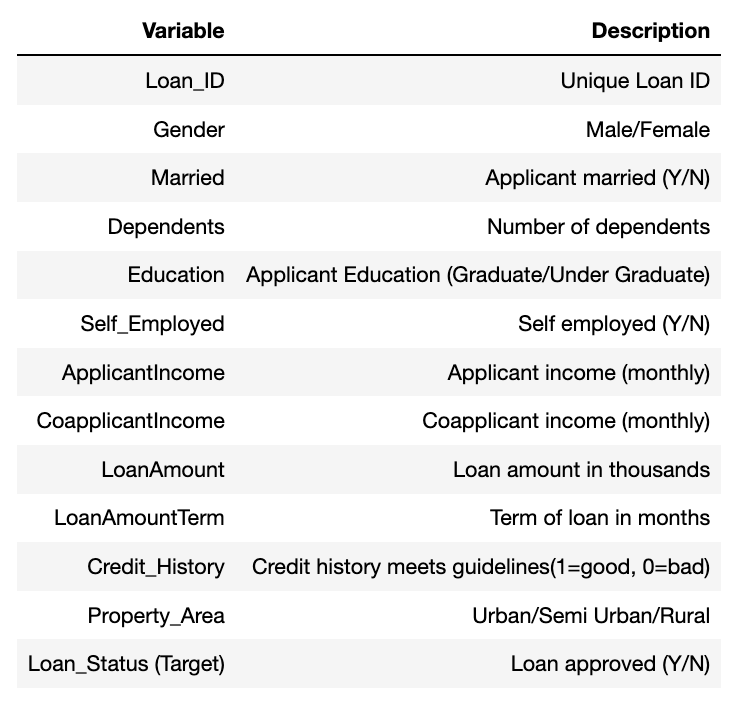 Variable Description
Loan_ID Unique Loan ID
Gender Male/Female
Married Applicant married (Y/N)
Dependents Number of dependents
Education Applicant Education (Graduate/Under Graduate)
Self_Employed Self employed (Y/N)
ApplicantIncome Applicant income (monthly)
CoapplicantIncome Coapplicant income (monthly)
LoanAmount Loan amount in thousands
LoanAmountTerm Term of loan in months
Credit_History Credit history meets guidelines(1=good, 0=bad)
Property_Area Urban/Semi Urban/Rural
Loan_Status (Target) Loan approved (Y/N)